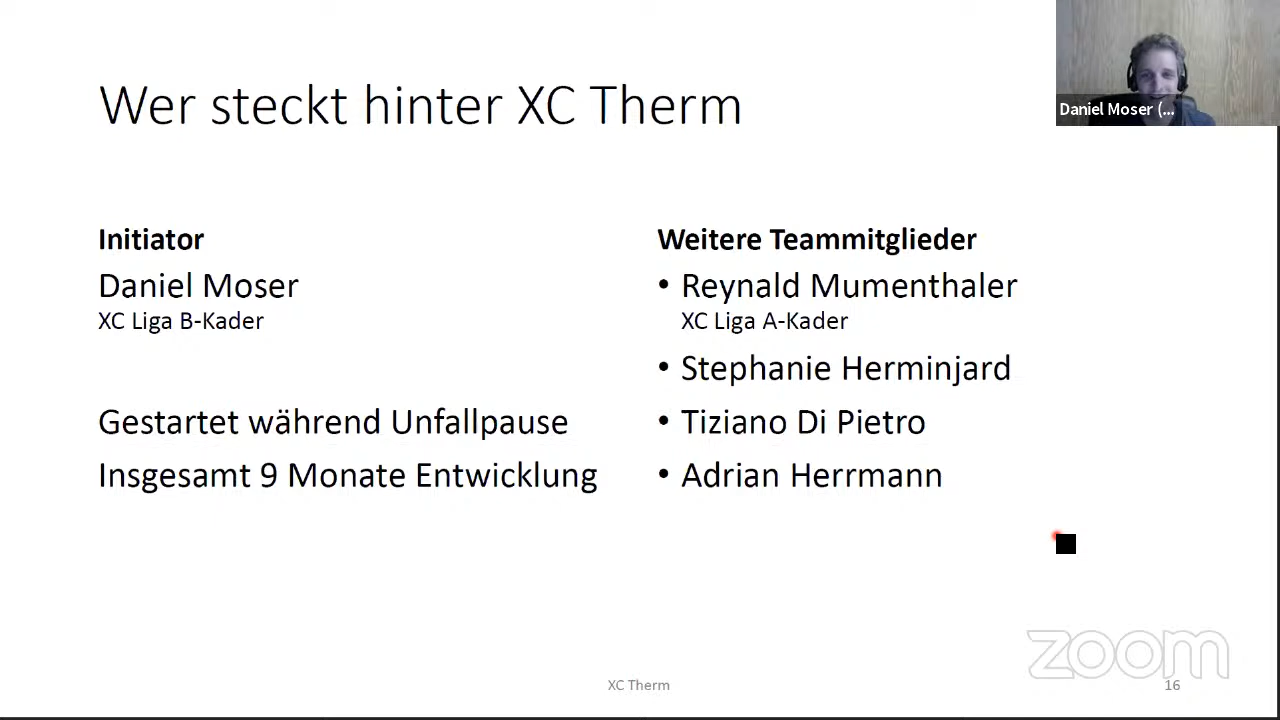 Wer steckt hinter XC Therm
Daniel Moser (...
Initiator
Daniel Moser
XC Liga B-Kader
Gestartet während Unfallpause
Insgesamt 9 Monate Entwicklung
Weitere Teammitglieder
• Reynald Mumenthaler
XC Liga A-Kader
• Stephanie Herminjard
• Tiziano Di Pietro
• Adrian Herrmann
zoom
XC Therm
16